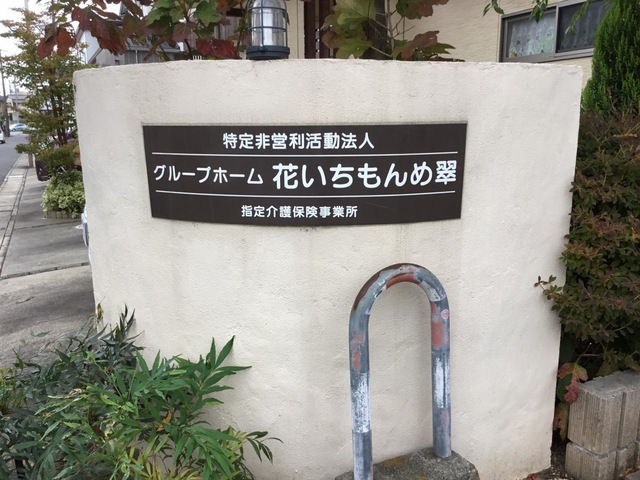 特定非営利活動法人
グループホーム 花いちもんめ翠
指定介護保険事業所